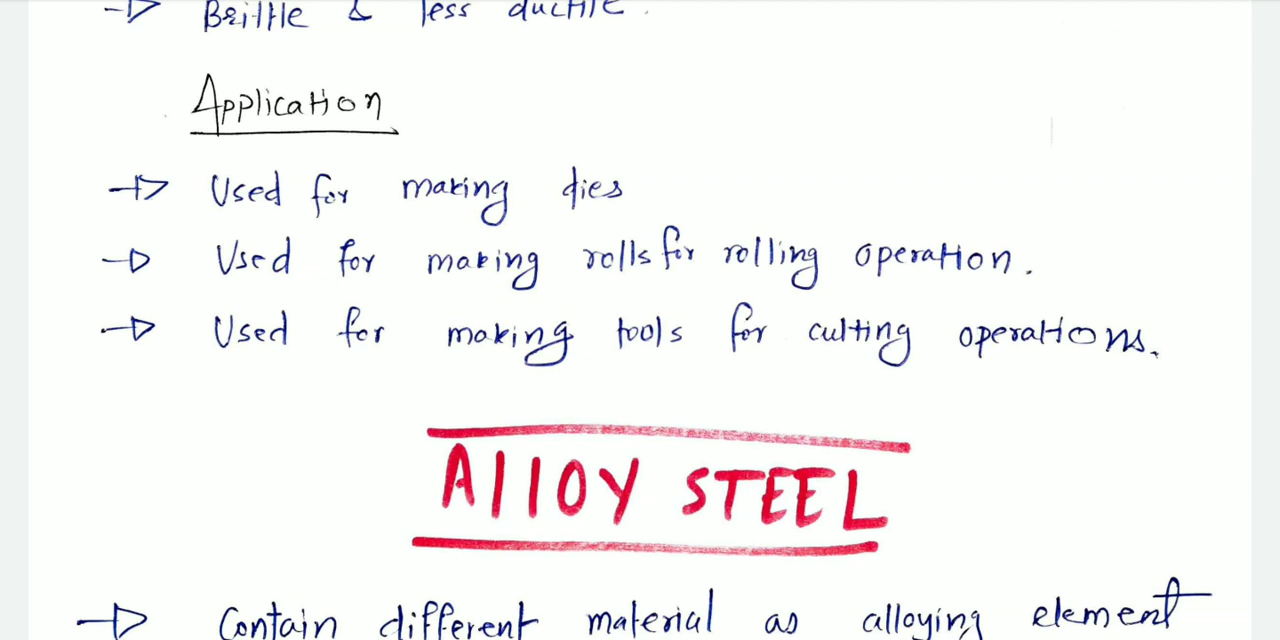 → Brittle & less ductile.
Application
→ Used for making dies
→ Used for making rolls for rolling operation.
→ Used for making tools for cutting operations.
Alloy STEEL
→ Contain different material as alloying element